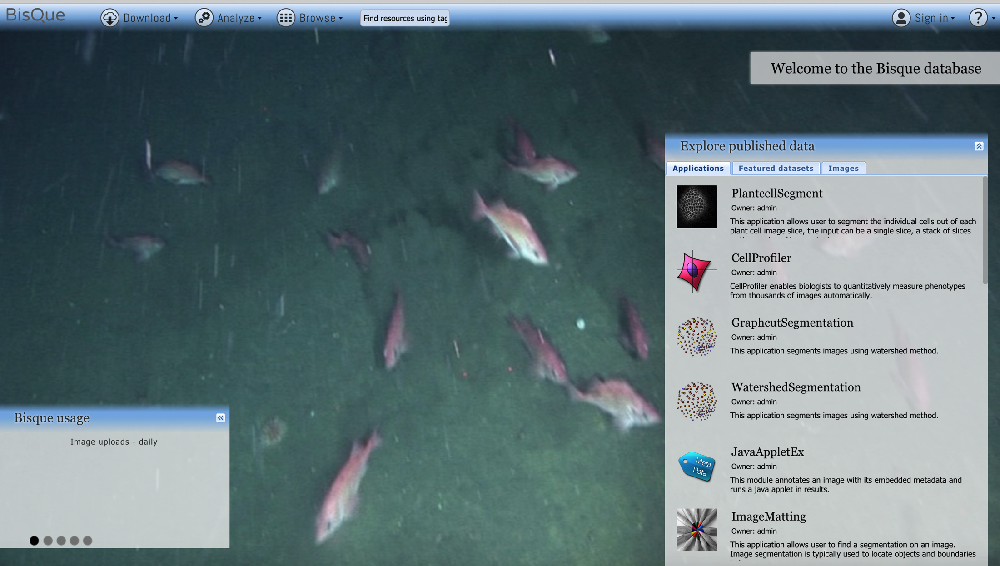 BisQue
Download
Analyze
Browse
Find resources using tag
Sign in
?
Welcome to the Bisque database
Explore published data
Applications
Featured datasets
Images
PlantcellSegment
Owner: admin
This application allows user to segment the individual cells out of each
plant cell image slice, the input can be a single slice, a stack of slices
CellProfiler
Owner: admin
CellProfiler enables biologists to quantitatively measure phenotypes
from thousands of images automatically.
GraphcutSegmentation
Owner: admin
This application segments images using watershed method.
WatershedSegmentation
Owner: admin
This application segments images using watershed method.
Meta
Data
JavaAppletEx
Owner: admin
This module annotates an image with its embedded metadata and
runs a java applet in results.
ImageMatting
Owner: admin
This application allows user to find a segmentation on an image.
Image segmentation is typically used to locate objects and boundaries
Bisque usage
Image uploads - daily